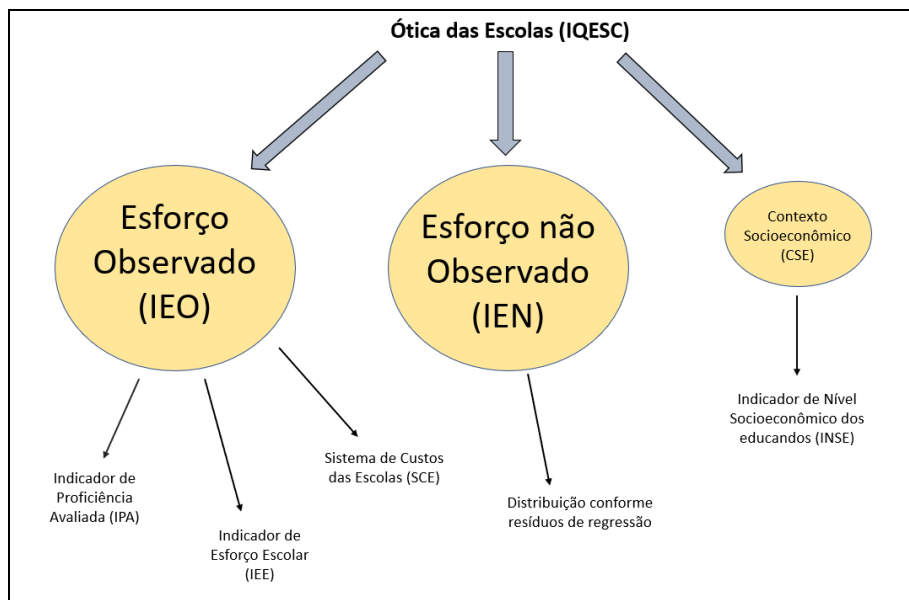 Ótica das Escolas (IQESC)
Esforço
Observado
(IEO)
Esforço não
Observado
(IEN)
Contexto
Socioeconômico
(CSE)
Indicador de
Proficiência
Avaliada (IPA)
Indicador de
Esforço Escolar
(IEE)
Sistema de Custos
das Escolas (SCE)
Distribuição conforme
resíduos de regressão
Indicador de Nível
Socioeconômico dos
educandos (INSE)